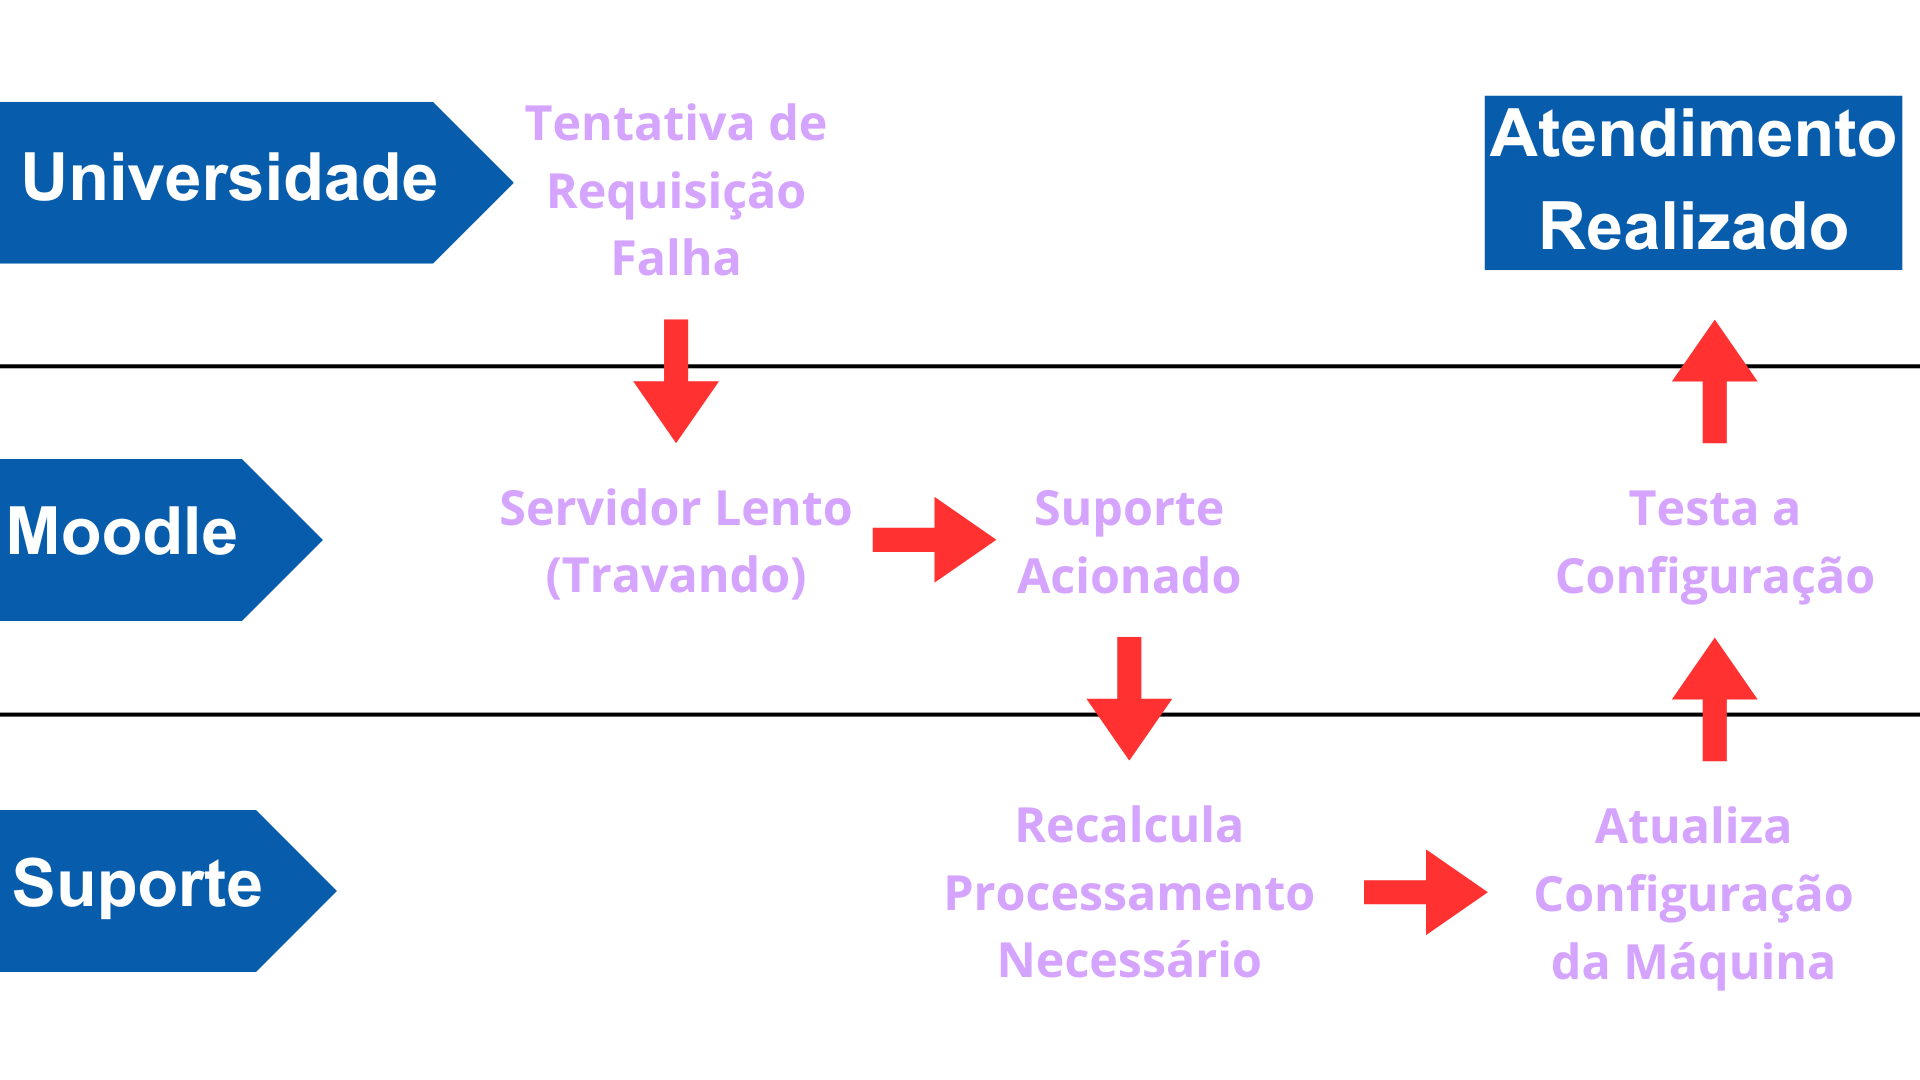 Universidade
Tentativa de
Requisição
Falha
Atendimento
Realizado
Moodle
Servidor Lento
(Travando)
Suporte
Acionado
Testa a
Configuração
Suporte
Recalcula
Processamento
Necessário
Atualiza
Configuração
da Máquina